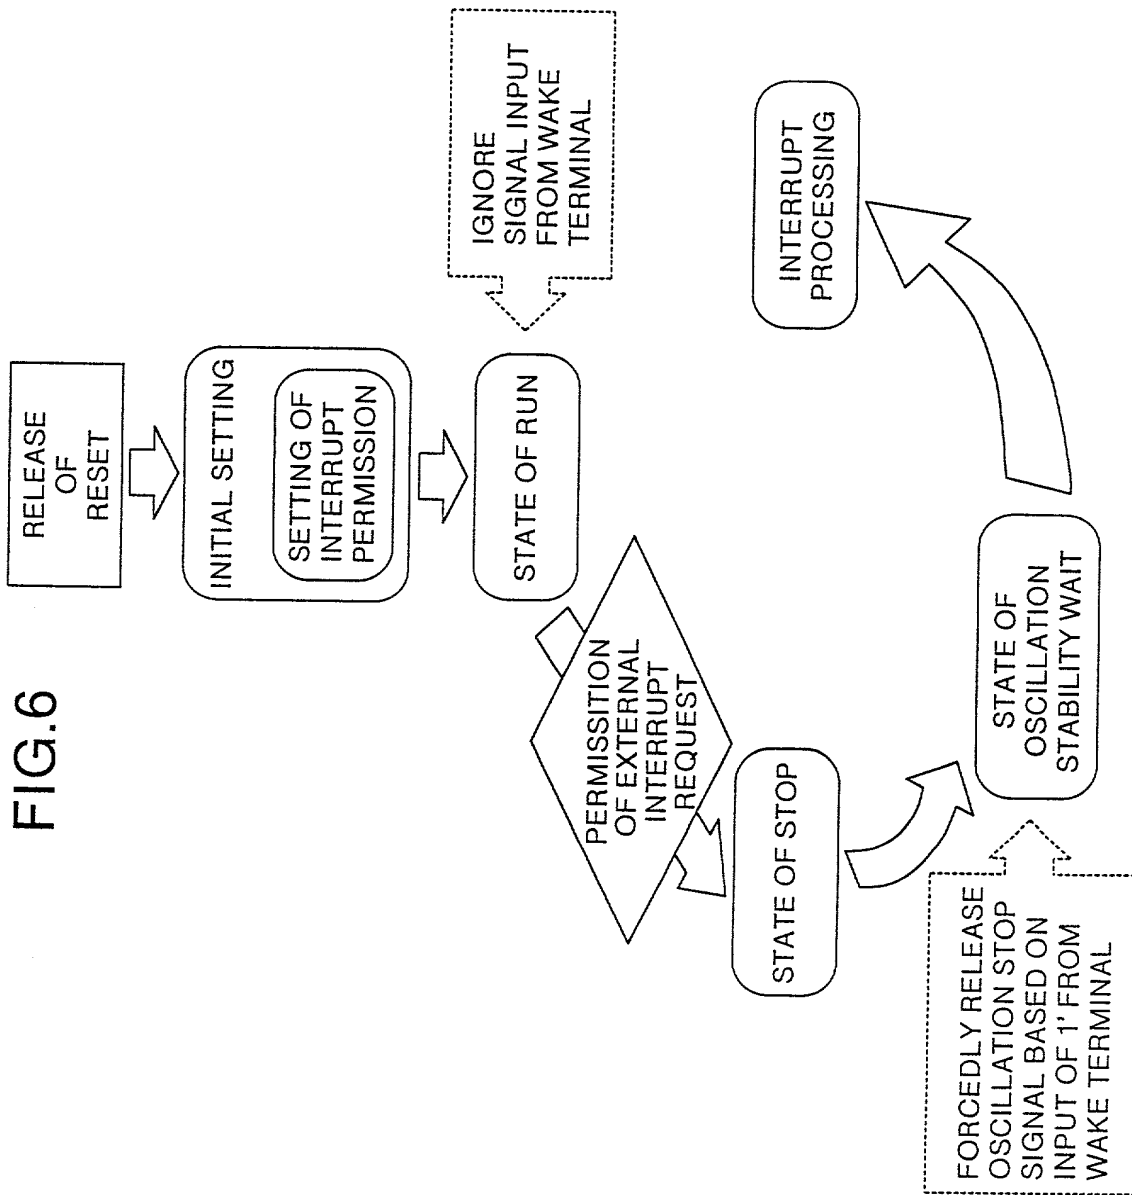 FIG.6
RELEASE
OF
RESET
INITIAL SETTING
SETTING OF
INTERRUPT
PERMISSION
STATE OF RUN
IGNORE
SIGNAL INPUT
FROM WAKE
TERMINAL
PERMISSITION
OF EXTERNAL
INTERRUPT
REQUEST
STATE OF STOP
FORCEDLY RELEASE
OSCILLATION STOP
SIGNAL BASED ON
INPUT OF 1' FROM
WAKE TERMINAL
STATE OF
OSCILLATION
STABILITY WAIT
INTERRUPT
PROCESSING